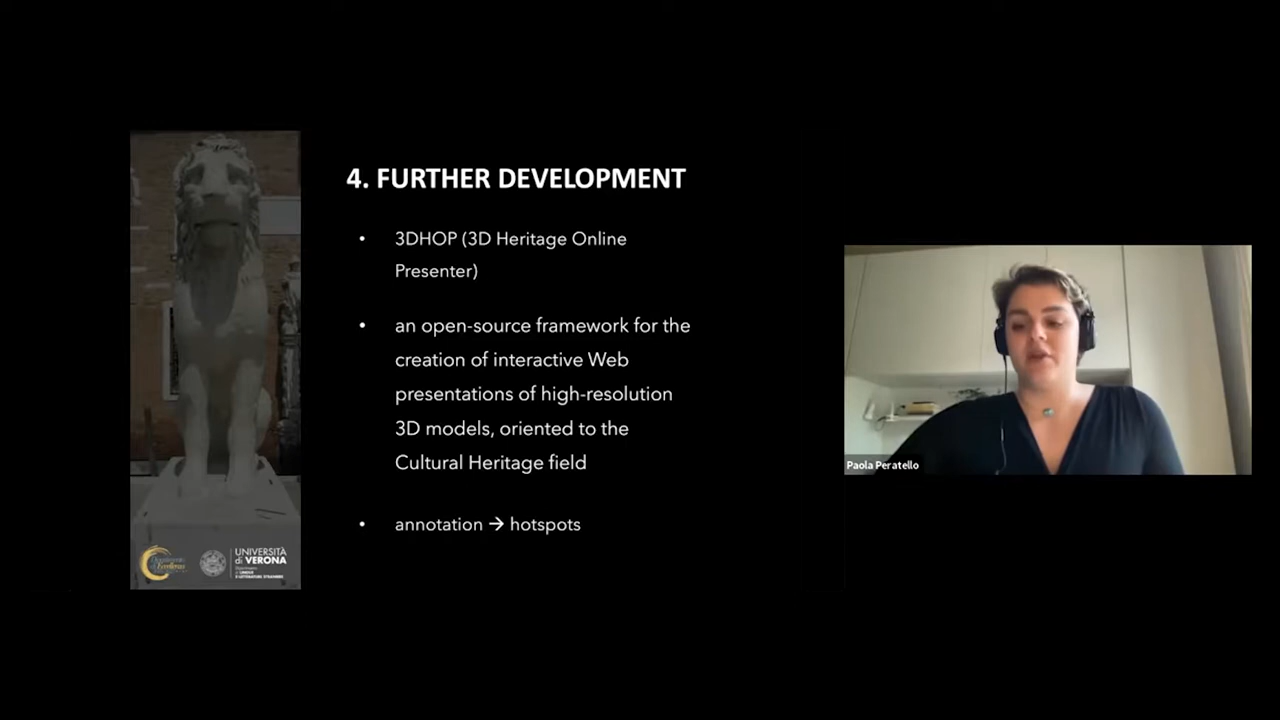 4. FURTHER DEVELOPMENT
• 3DHOP (3D Heritage Online
Presenter)
• an open-source framework for the
creation of interactive Web
presentations of high-resolution
3D models, oriented to the
Cultural Heritage field
• annotation → hotspots
Paola Peratello
UNIVERSITÀ
di VERONA